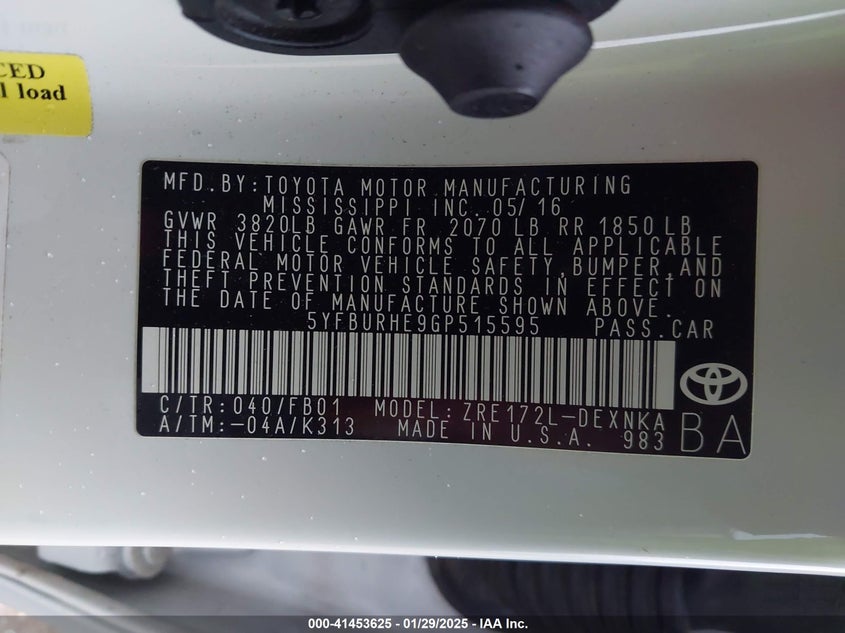 CED
l load
MFD.BY:TOYOTA MOTOR MANUFACTURING
MISSISSIPPI INC. 05/16
GVWR 3820LB GAWR FR 2070 LB RR 1850 LB
THIS VEHICLE CONFORMS TO ALL APPLICABLE
FEDERAL MOTOR VEHICLE SAFETY,BUMPER,AND
THEFT PREVENTION STANDARDS IN EFFECT ON
THE DATE OF MANUFACTURE SHOWN ABOVE.
5YFBURHE9GP515595 PASS.CAR
C/TR:040/FB01 MODEL:ZRE172L-DEXNKA
A/TM:-04A/K313 MADE IN U.S.A. 983 BA
000-41453625 | 01/29/2025 | IAA Inc.